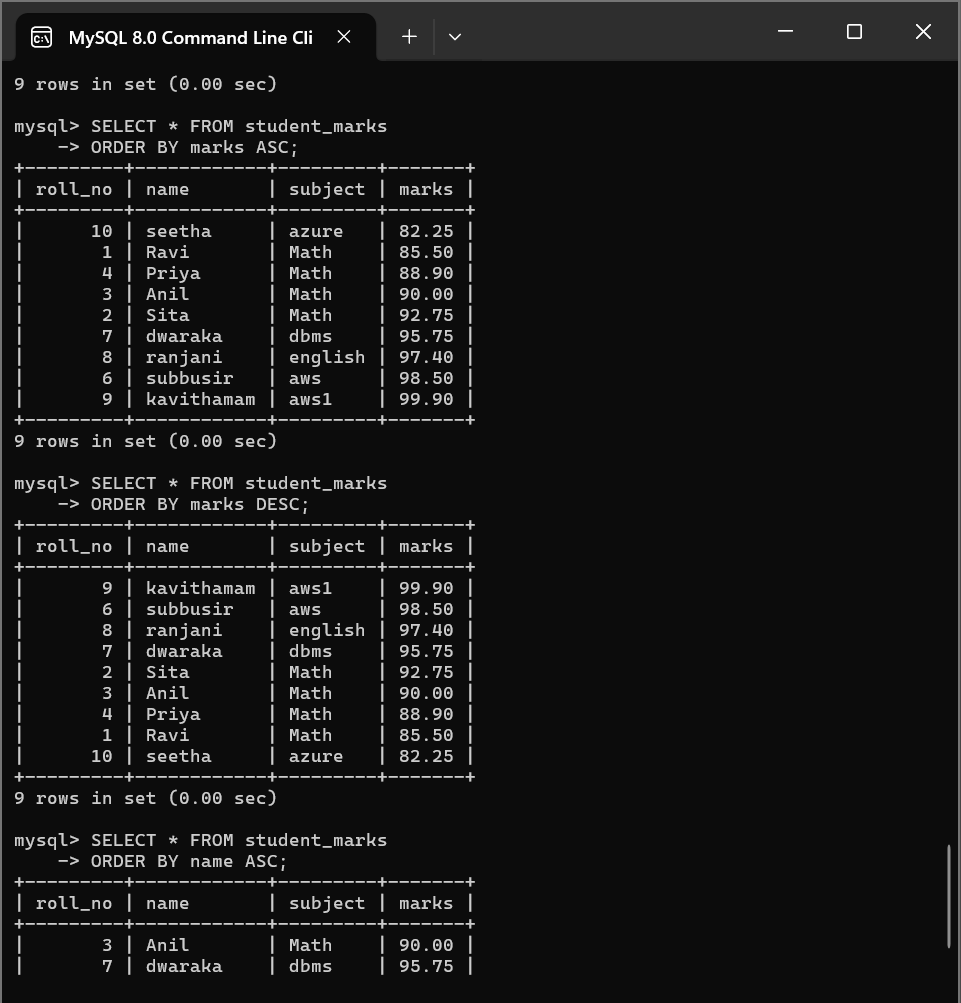 MySQL 8.0 Command Line Cli
9 rows in set (0.00 sec)
mysql> SELECT * FROM student_marks
    -> ORDER BY marks ASC;
+---------+------------+---------+-------+
| roll_no | name       | subject | marks |
+---------+------------+---------+-------+
|      10 | seetha     | azure   | 82.25 |
|       1 | Ravi       | Math    | 85.50 |
|       4 | Priya      | Math    | 88.90 |
|       3 | Anil       | Math    | 90.00 |
|       2 | Sita       | Math    | 92.75 |
|       7 | dwaraka    | dbms    | 95.75 |
|       8 | ranjani    | english | 97.40 |
|       6 | subbusir   | aws     | 98.50 |
|       9 | kavithamam | aws1    | 99.90 |
+---------+------------+---------+-------+
9 rows in set (0.00 sec)
mysql> SELECT * FROM student_marks
    -> ORDER BY marks DESC;
+---------+------------+---------+-------+
| roll_no | name       | subject | marks |
+---------+------------+---------+-------+
|       9 | kavithamam | aws1    | 99.90 |
|       6 | subbusir   | aws     | 98.50 |
|       8 | ranjani    | english | 97.40 |
|       7 | dwaraka    | dbms    | 95.75 |
|       2 | Sita       | Math    | 92.75 |
|       3 | Anil       | Math    | 90.00 |
|       4 | Priya      | Math    | 88.90 |
|       1 | Ravi       | Math    | 85.50 |
|      10 | seetha     | azure   | 82.25 |
+---------+------------+---------+-------+
9 rows in set (0.00 sec)
mysql> SELECT * FROM student_marks
    -> ORDER BY name ASC;
+---------+------------+---------+-------+
| roll_no | name       | subject | marks |
+---------+------------+---------+-------+
|       3 | Anil       | Math    | 90.00 |
|       7 | dwaraka    | dbms    | 95.75 |